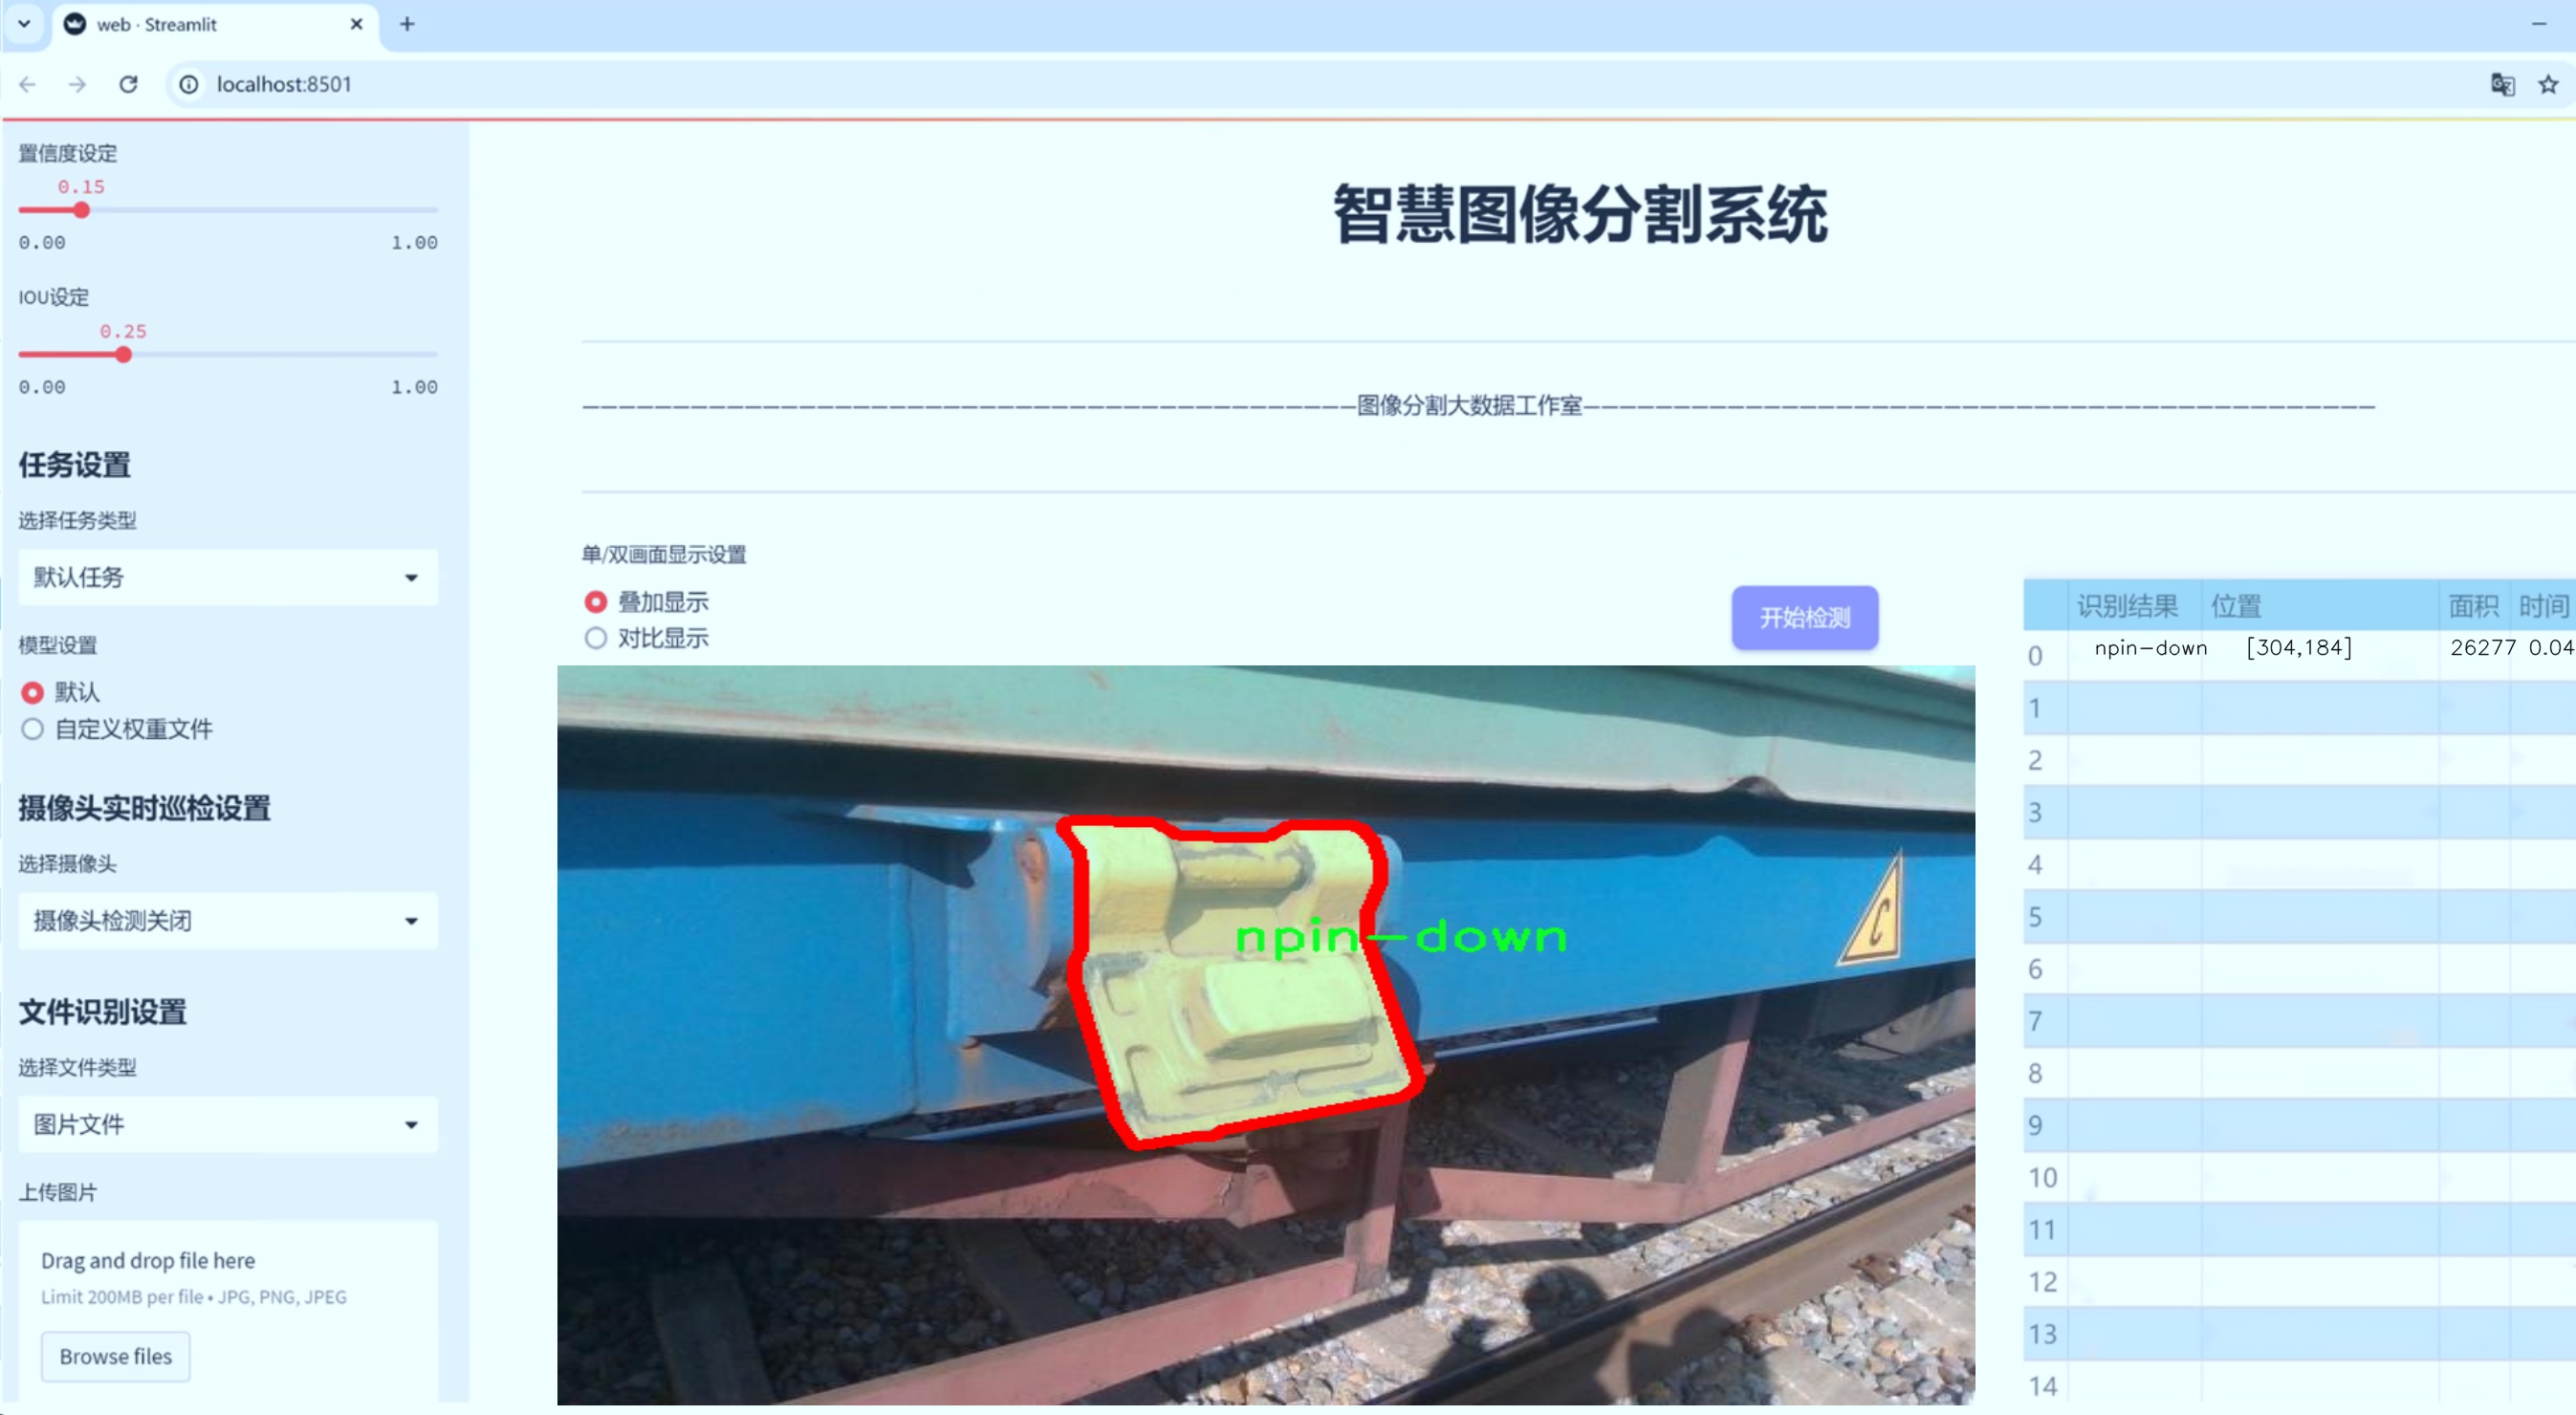 web · Streamlit
localhost:8501
置信度设定
0.15
0.00 1.00
IOU设定
0.25
0.00 1.00
任务设置
选择任务类型
默认任务
模型设置
默认
自定义权重文件
摄像头实时巡检设置
选择摄像头
摄像头检测关闭
文件识别设置
选择文件类型
图片文件
上传图片
Drag and drop file here
Limit 200MB per file • JPG, PNG, JPEG
Browse files
智慧图像分割系统
———————————————————————————————————————————图像分割大数据工作室————————————————————————————————————————————
单/双画面显示设置
叠加显示
对比显示
开始检测
npin-down
C
识别结果 位置 面积 时间
0 npin-down [304,184] 26277 0.04
1
2
3
4
5
6
7
8
9
10
11
12
13
14